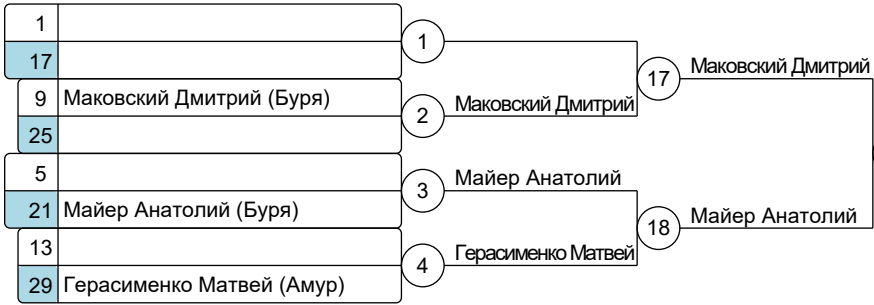 1
17
1
9 Маковский Дмитрий (Буря)
25
2
Маковский Дмитрий
17
Маковский Дмитрий
5
21 Майер Анатолий (Буря)
3
Майер Анатолий
13
29 Герасименко Матвей (Амур)
4
Герасименко Матвей
18
Майер Анатолий